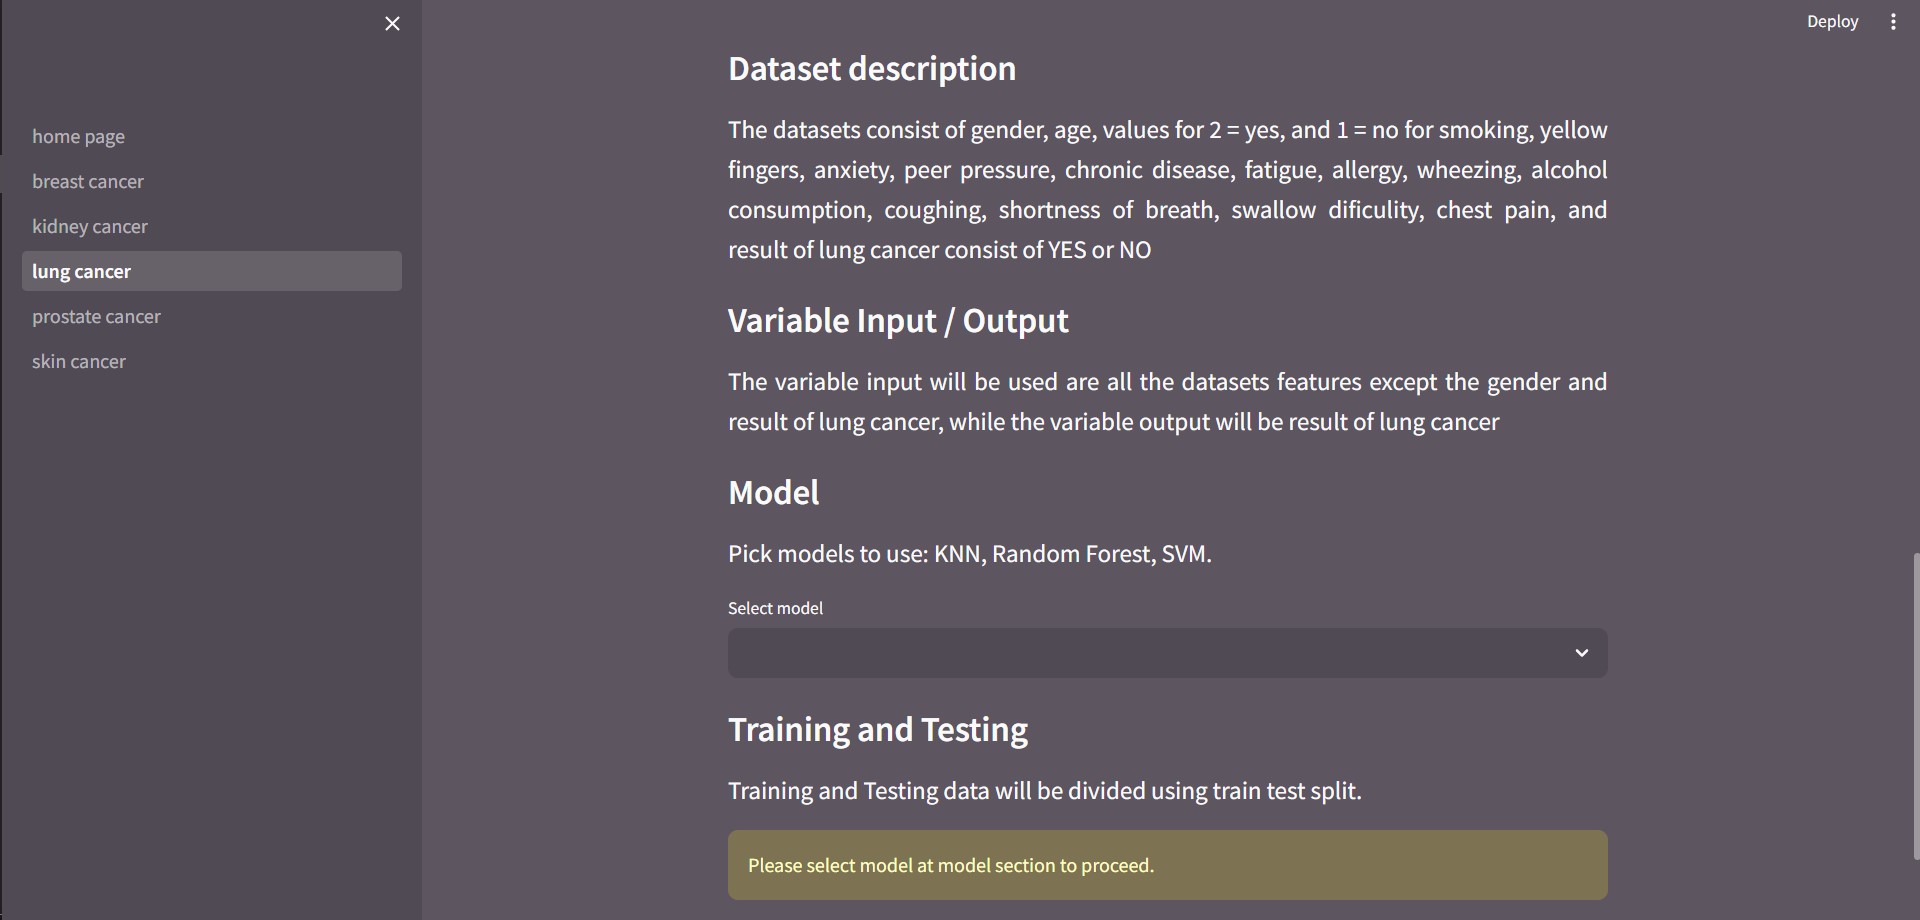 home page
breast cancer
kidney cancer
lung cancer
prostate cancer
skin cancer
Deploy
Dataset description
The datasets consist of gender, age, values for 2 = yes, and 1 = no for smoking, yellow
fingers, anxiety, peer pressure, chronic disease, fatigue, allergy, wheezing, alcohol
consumption, coughing, shortness of breath, swallow dificulity, chest pain, and
result of lung cancer consist of YES or NO
Variable Input / Output
The variable input will be used are all the datasets features except the gender and
result of lung cancer, while the variable output will be result of lung cancer
Model
Pick models to use: KNN, Random Forest, SVM.
Select model
Training and Testing
Training and Testing data will be divided using train test split.
Please select model at model section to proceed.